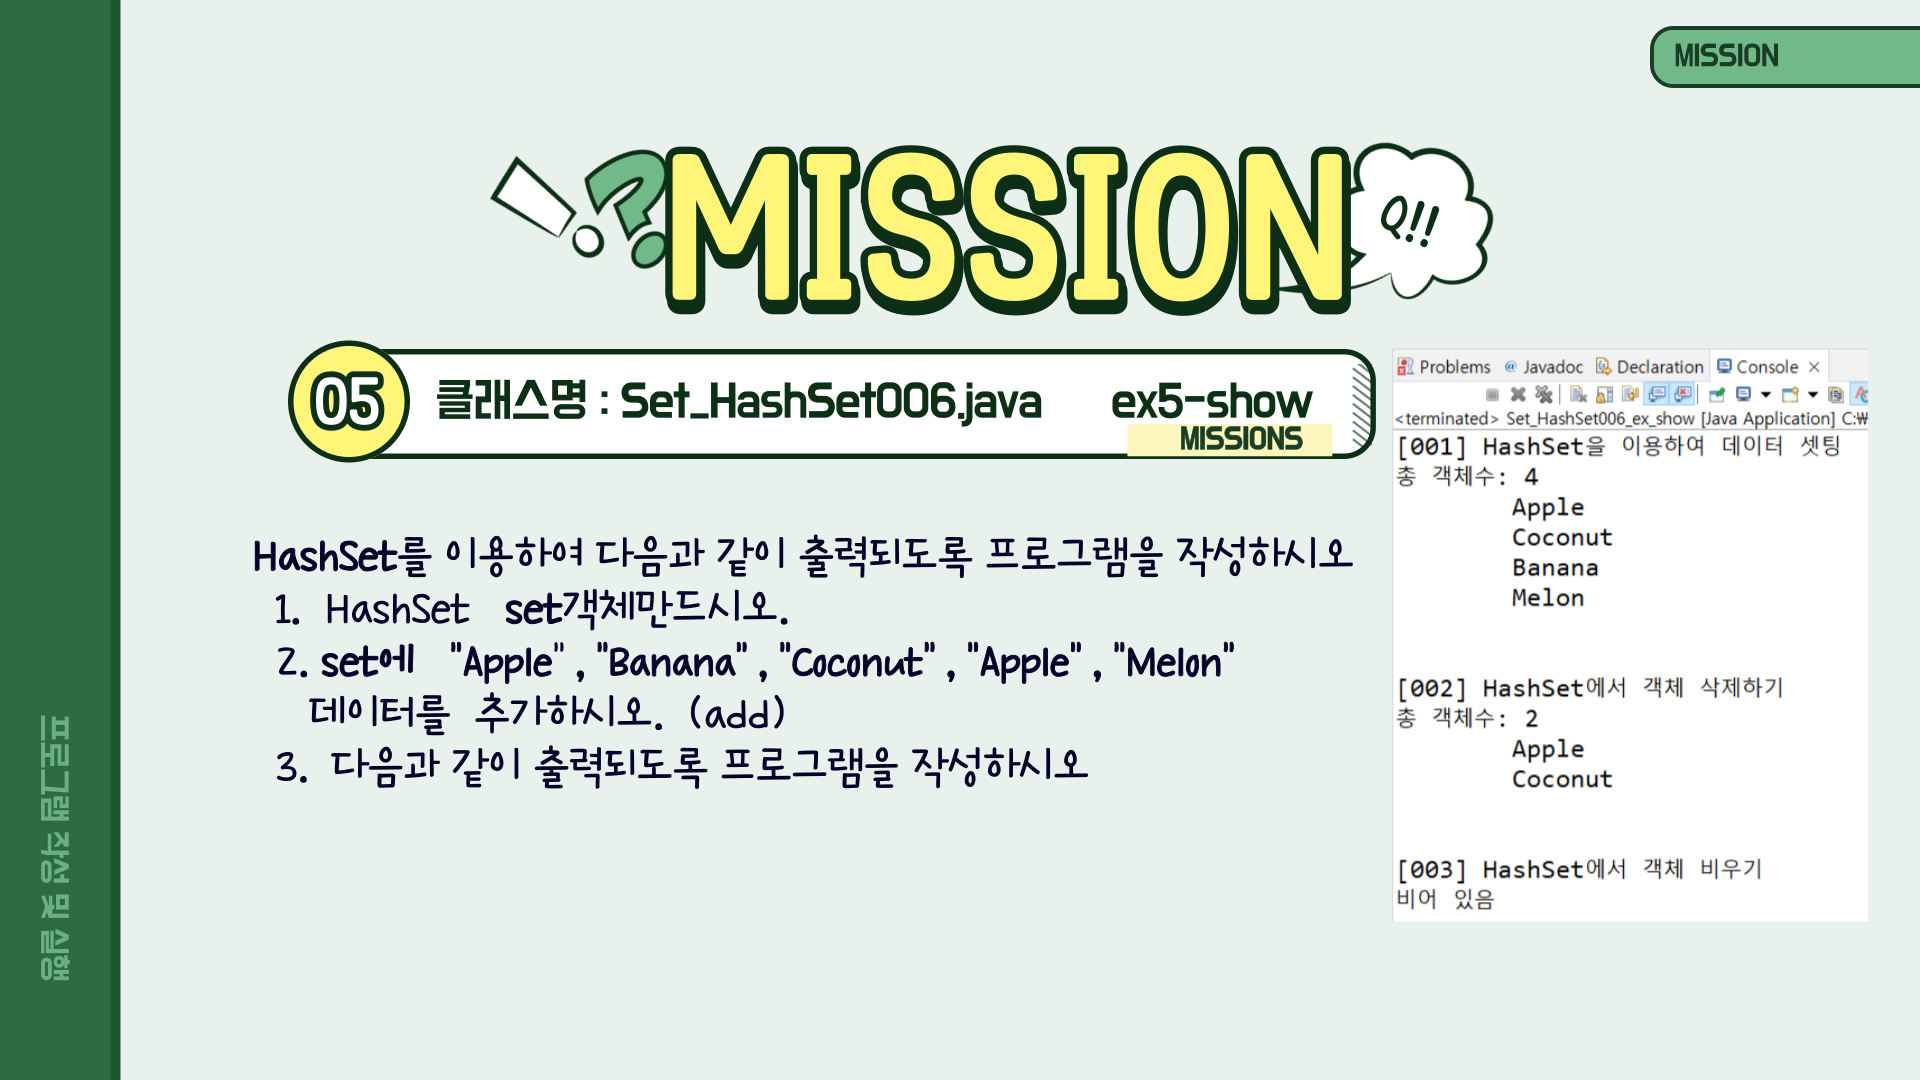 MISSION
MISSION
Q!!
05
클래스명 : Set_HashSet006.java ex5-show
MISSIONS
HashSet를 이용하여 다음과 같이 출력되도록 프로그램을 작성하시오
1. HashSet set객체만드시오.
2. set에 "Apple" , "Banana" , "Coconut" , "Apple" , "Melon"
데이터를 추가하시오. (add)
3. 다음과 같이 출력되도록 프로그램을 작성하시오
Problems @ Javadoc Declaration Console ×
<terminated> Set_HashSet006_ex_show [Java Application] C:₩
[001] HashSet을 이용하여 데이터 셋팅
총 객체수: 4
Apple
Coconut
Banana
Melon
[002] HashSet에서 객체 삭제하기
총 객체수: 2
Apple
Coconut
[003] HashSet에서 객체 비우기
비어 있음
프로그램 작성 및 실행